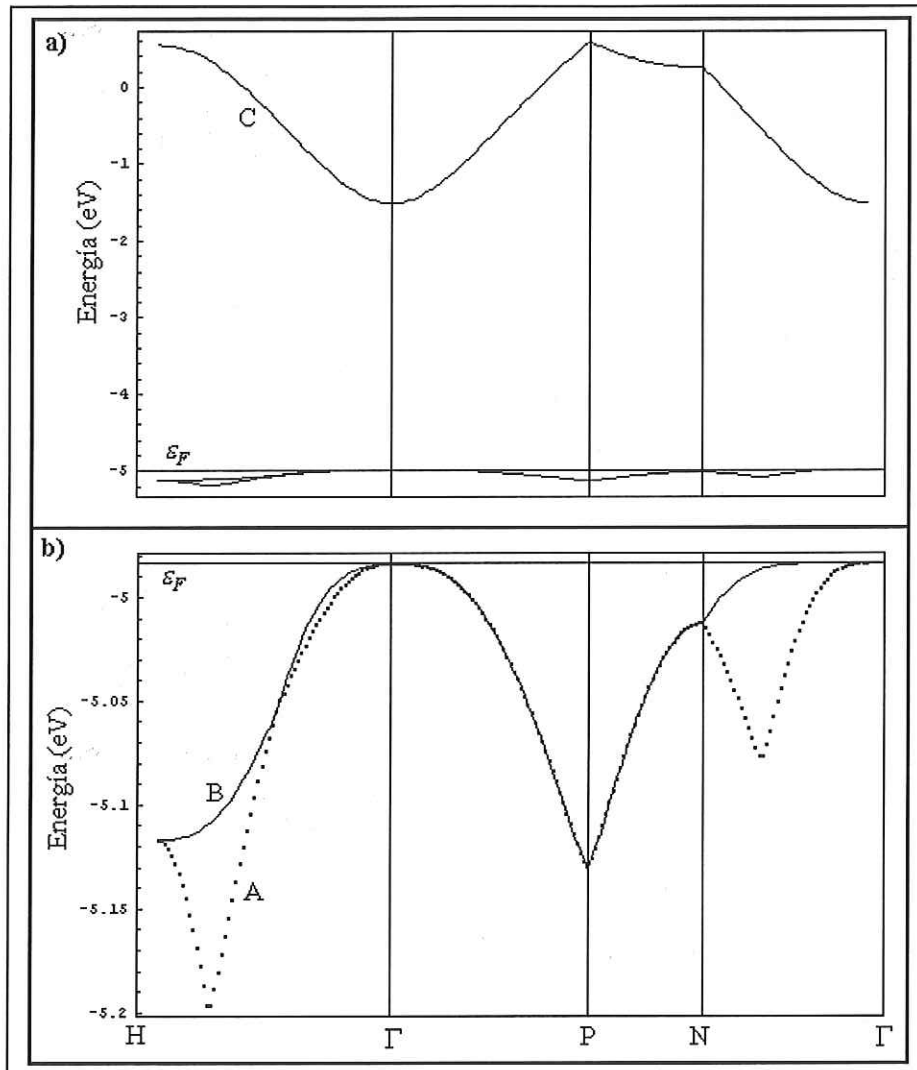 a)
Energía (eV)
0
-1
-2
-3
-4
-5
C
εF
b)
Energía (eV)
-5
-5.05
-5.1
-5.15
-5.2
εF
B
A
H Γ P N Γ